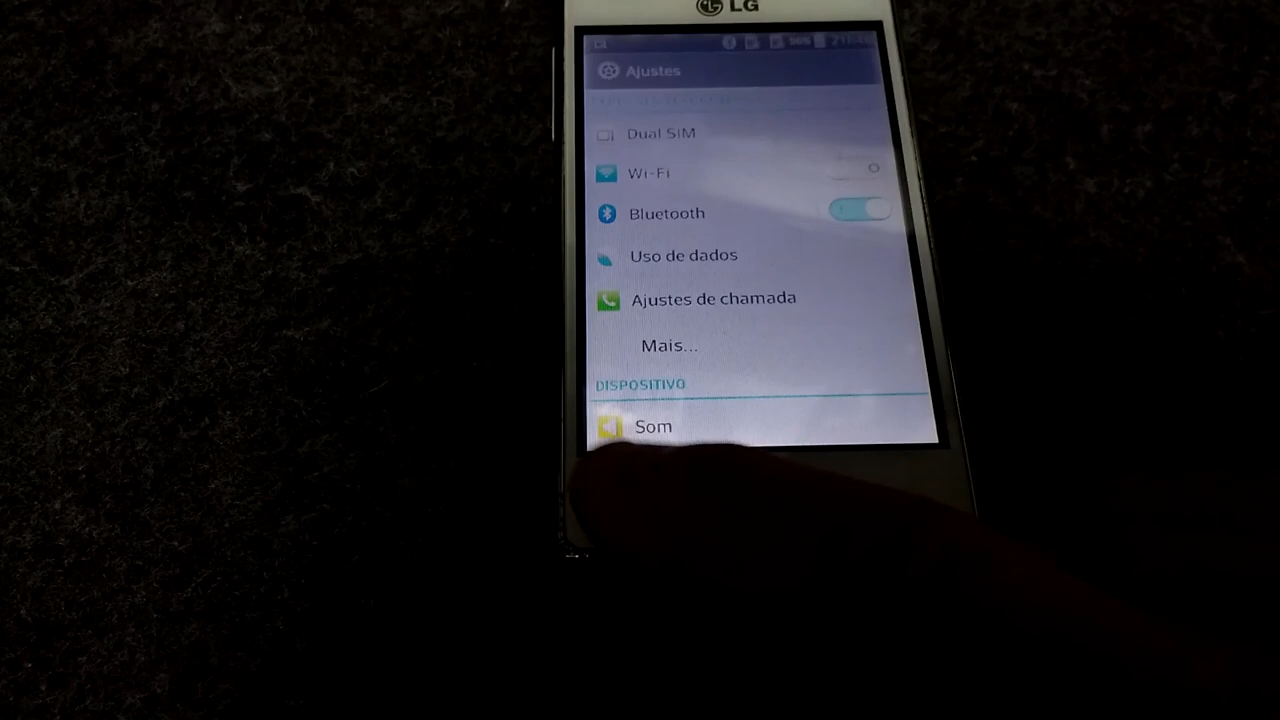 LG
Ajustes
Dual SIM
Wi-Fi
Bluetooth
Uso de dados
Ajustes de chamada
Mais...
DISPOSITIVO
Som